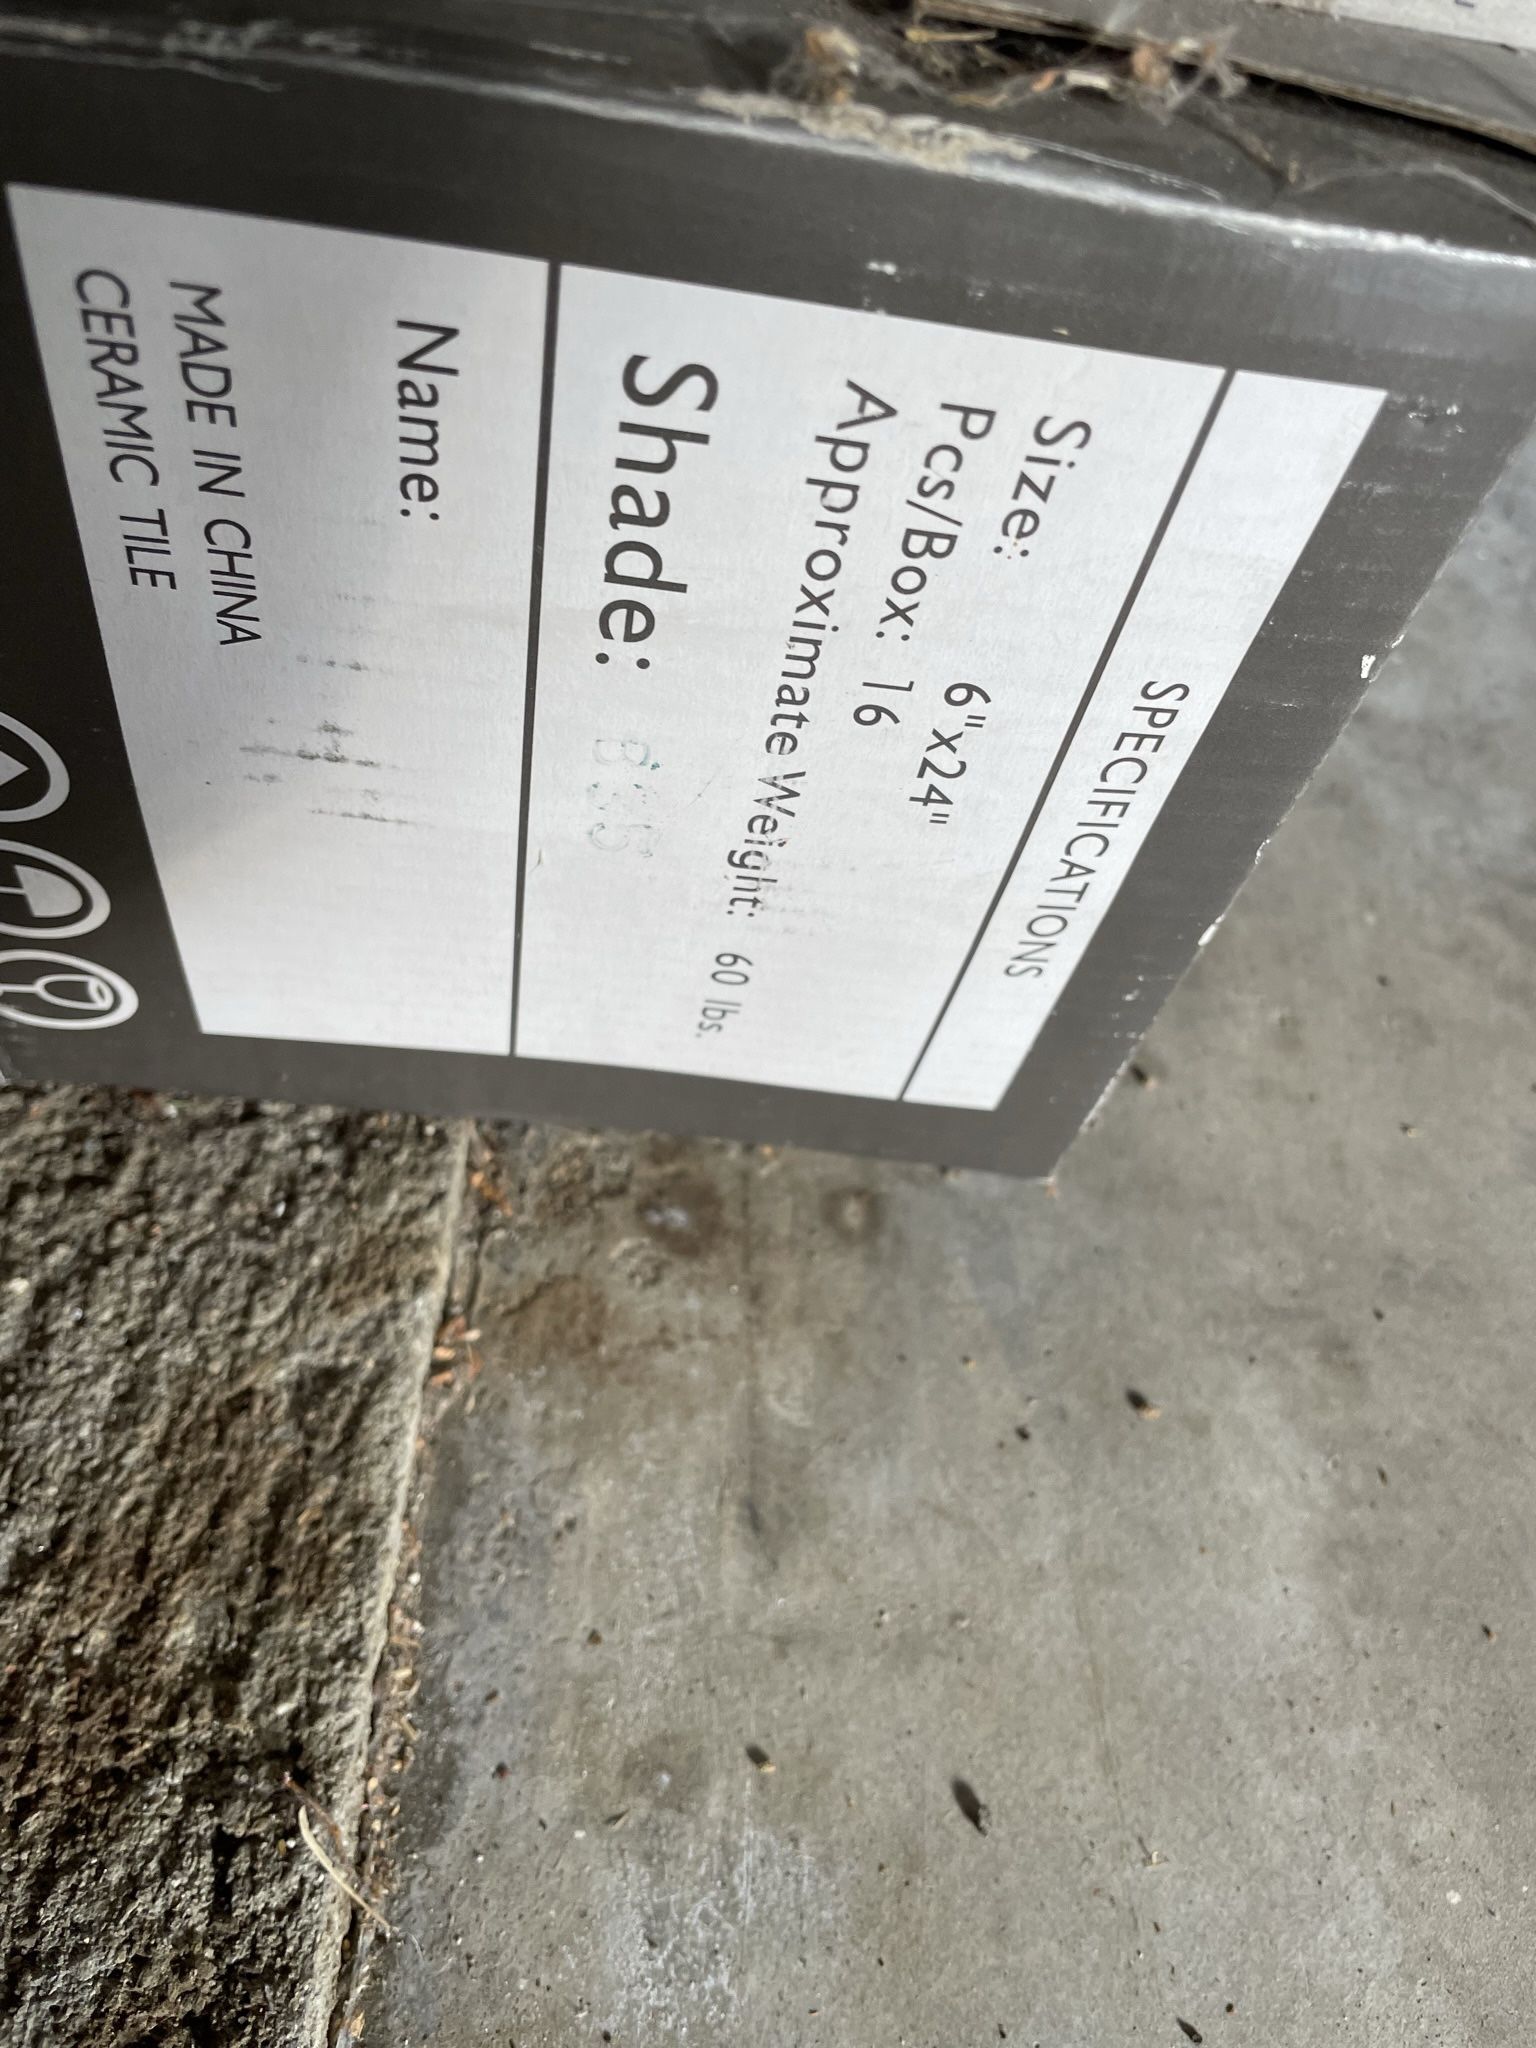 SPECIFICATIONS
Size: 6"x24"
Pcs/Box: 16
Approximate Weight: 60 lbs.
Shade:
Name:
MADE IN CHINA
CERAMIC TILE